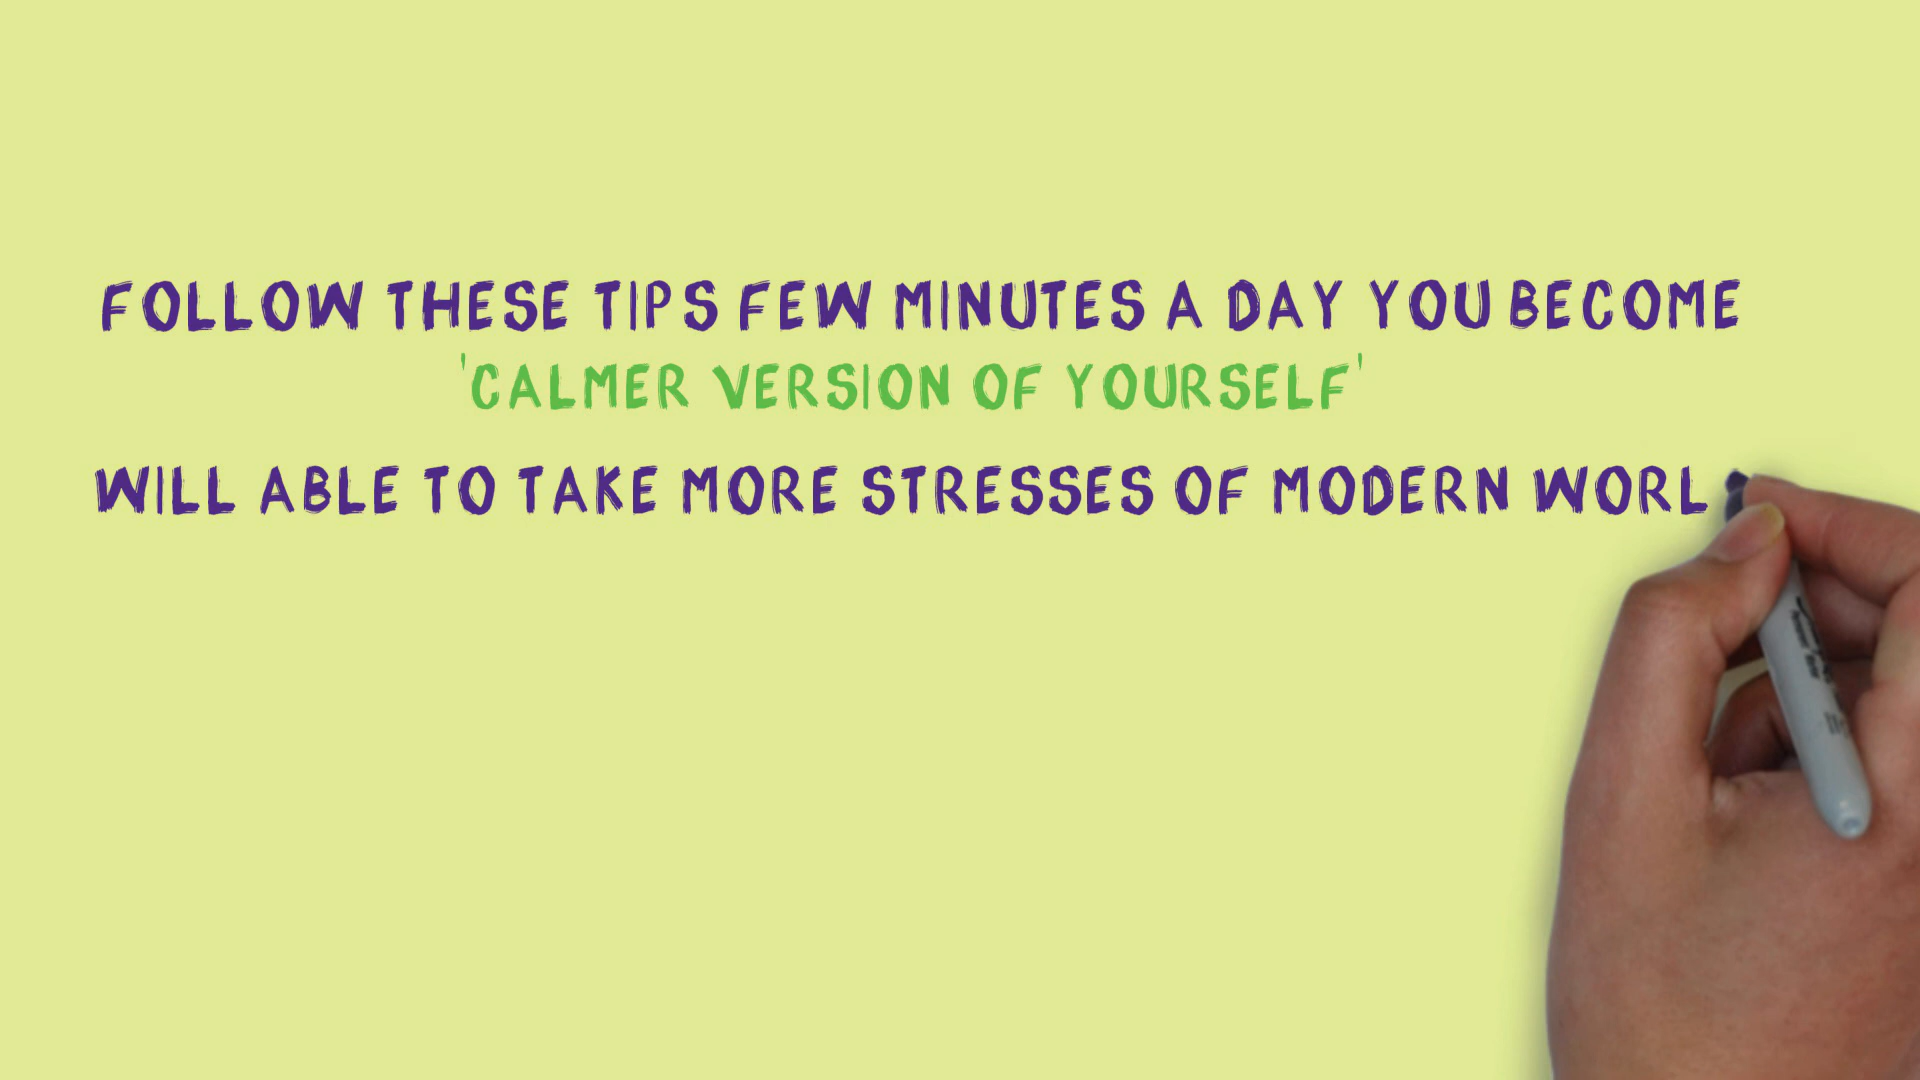 FOLLOW THESE TIPS FEW MINUTES A DAY YOU BECOME
'CALMER VERSION OF YOURSELF'
WILL ABLE TO TAKE MORE STRESSES OF MODERN WORL